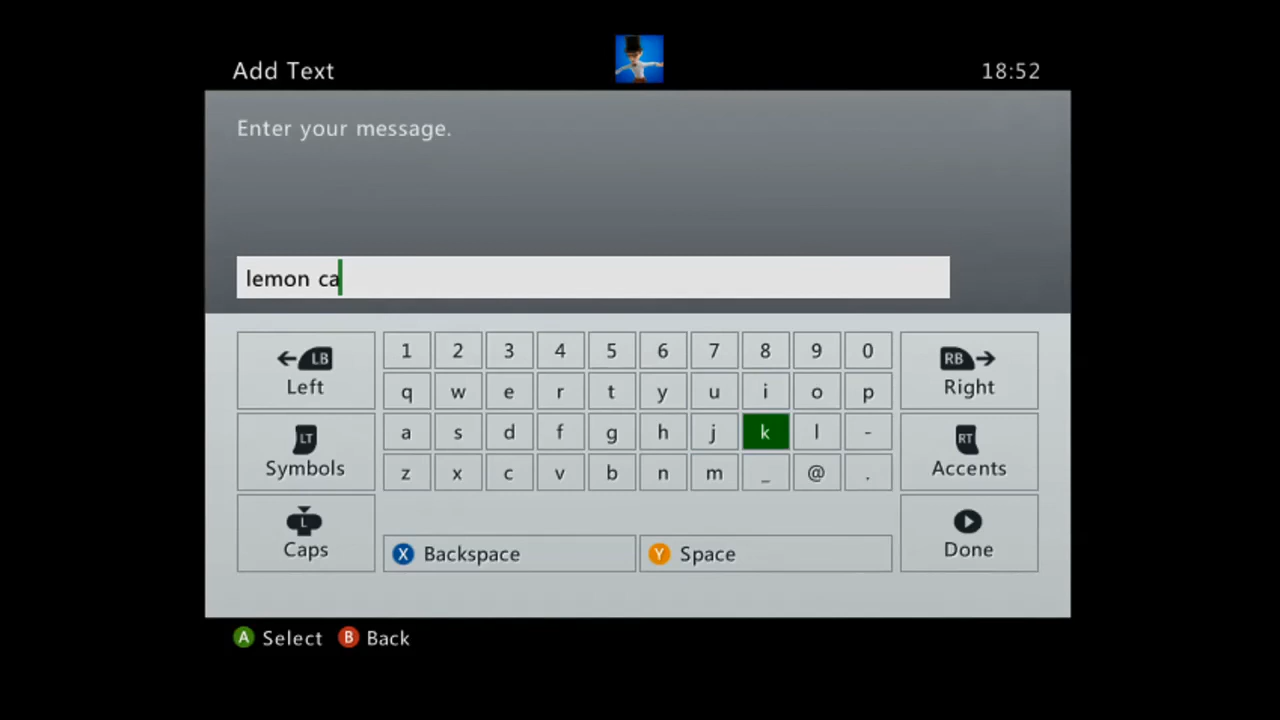 Add Text
18:52
Enter your message.
lemon ca
LB
Left
1 2 3 4 5 6 7 8 9 0
RB
Right
q w e r t y u i o p
LT
Symbols
a s d f g h j k l -
RT
Accents
z x c v b n m _ @ .
L
Caps
X Backspace
Y Space
Done
A Select B Back